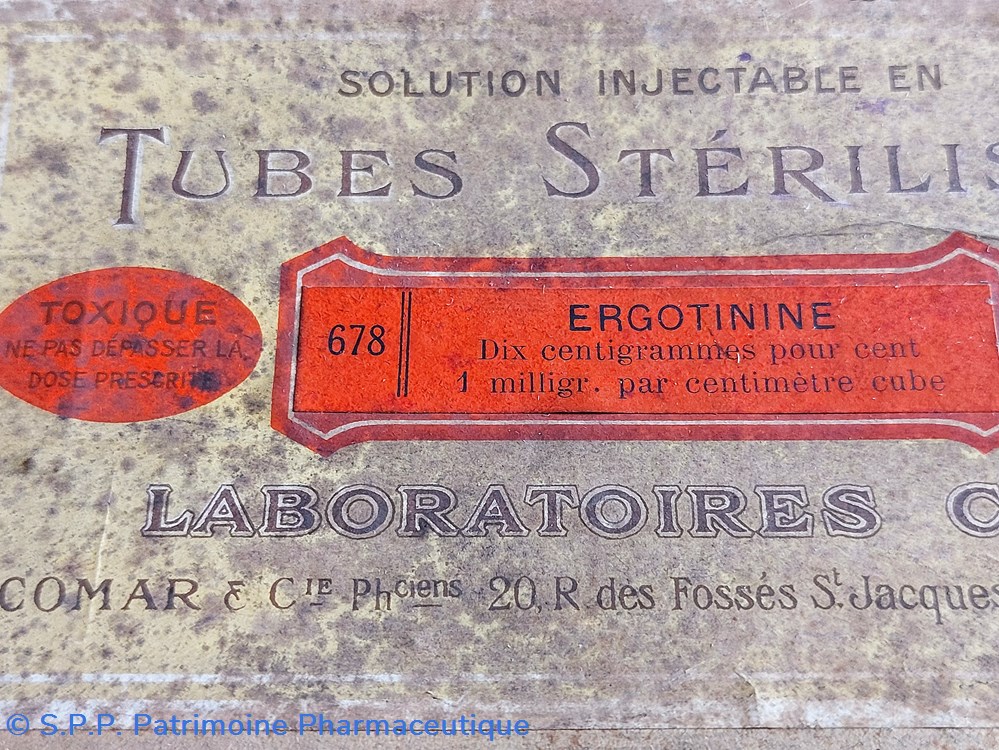 SOLUTION INJECTABLE EN
TUBES STÉRILIS
TOXIQUE
NE PAS DÉPASSER LA
DOSE PRESCRITE
678
ERGOTININE
Dix centigrammes pour cent
1 milligr. par centimètre cube
LABORATOIRES C
COMAR & CIE Phciens 20, R. des Fossés St. Jacques
© S.P.P. Patrimoine Pharmaceutique